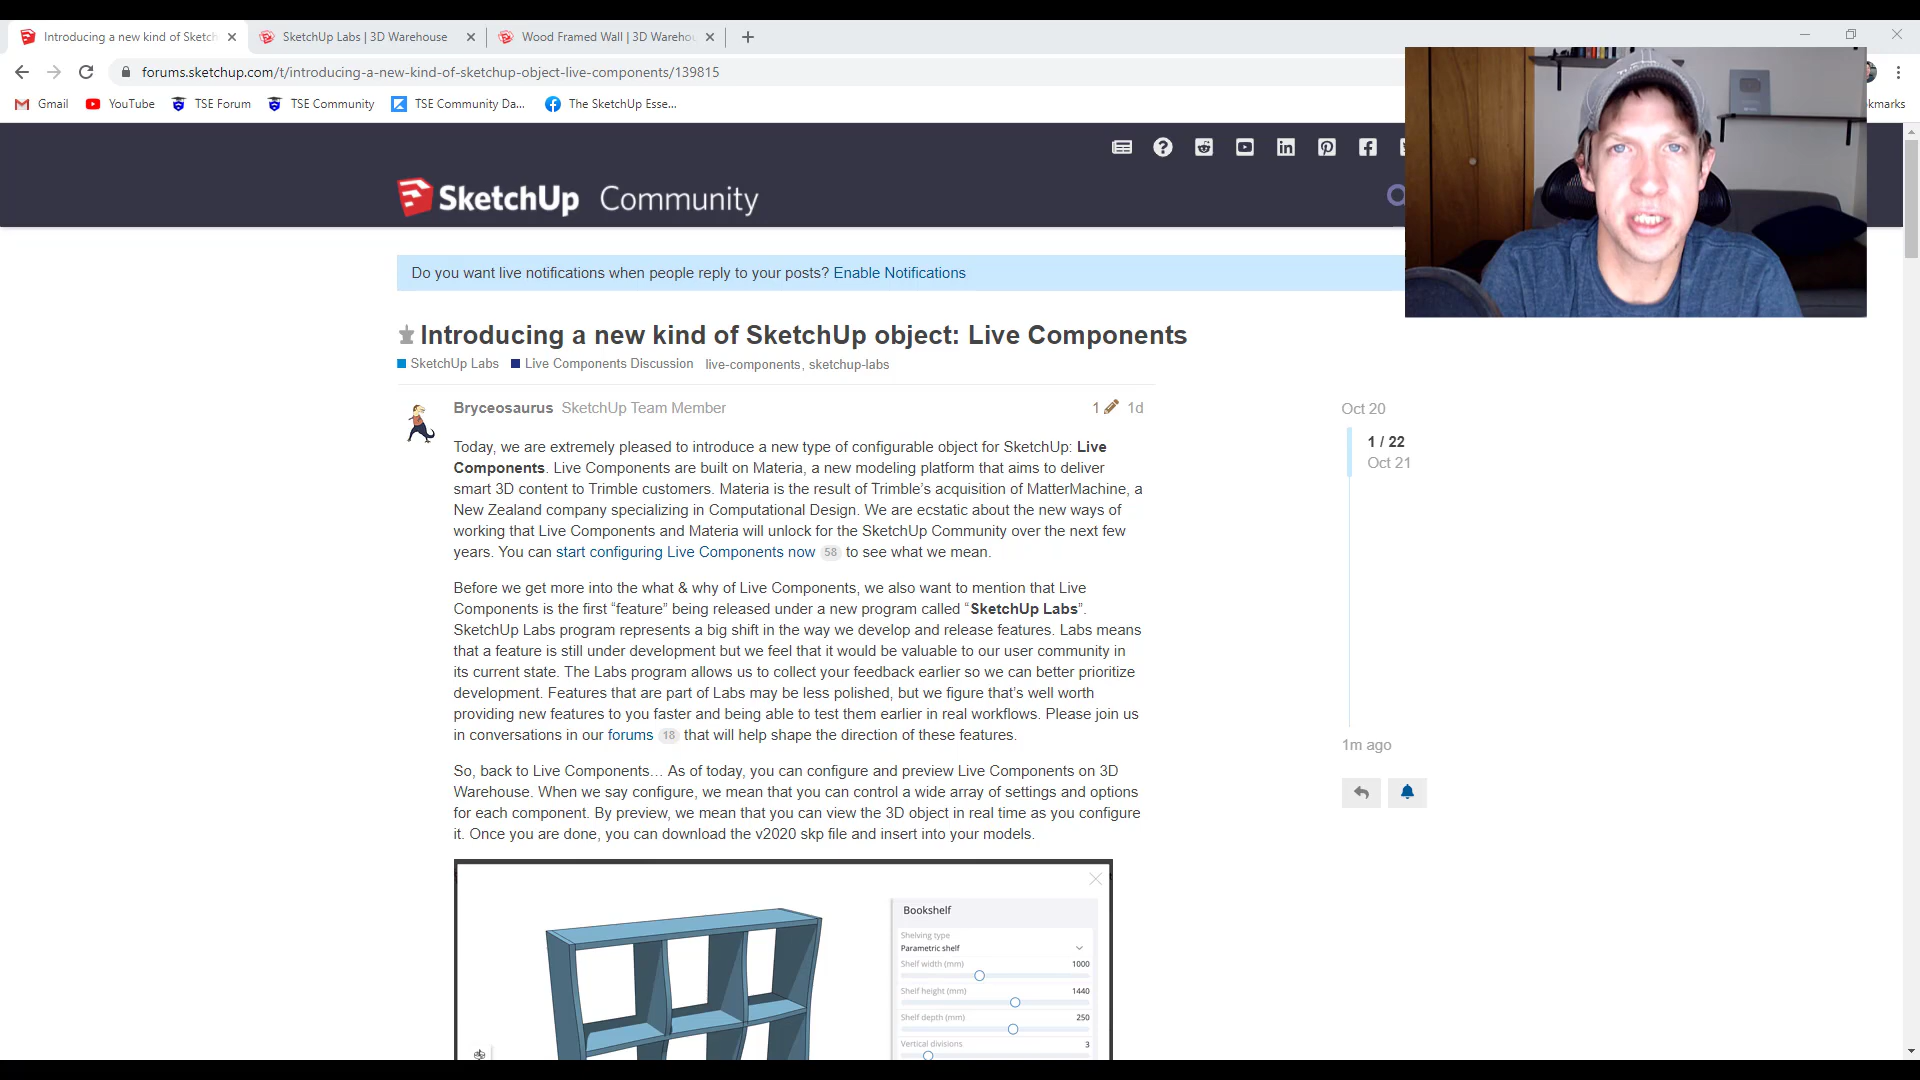 Introducing a new kind of Sketch
SketchUp Labs | 3D Warehouse
Wood Framed Wall | 3D Wareho
forums.sketchup.com/t/introducing-a-new-kind-of-sketchup-object-live-components/139815
Gmail
YouTube
TSE Forum
TSE Community
TSE Community Da...
The SketchUp Esse...
kmarks
SketchUp Community
Do you want live notifications when people reply to your posts? Enable Notifications
Introducing a new kind of SketchUp object: Live Components
SketchUp Labs Live Components Discussion live-components, sketchup-labs
Bryceosaurus SketchUp Team Member 1 1d
Today, we are extremely pleased to introduce a new type of configurable object for SketchUp: Live
Components. Live Components are built on Materia, a new modeling platform that aims to deliver
smart 3D content to Trimble customers. Materia is the result of Trimble's acquisition of MatterMachine, a
New Zealand company specializing in Computational Design. We are ecstatic about the new ways of
working that Live Components and Materia will unlock for the SketchUp Community over the next few
years. You can start configuring Live Components now 58 to see what we mean.
Before we get more into the what & why of Live Components, we also want to mention that Live
Components is the first “feature” being released under a new program called “SketchUp Labs”.
SketchUp Labs program represents a big shift in the way we develop and release features. Labs means
that a feature is still under development but we feel that it would be valuable to our user community in
its current state. The Labs program allows us to collect your feedback earlier so we can better prioritize
development. Features that are part of Labs may be less polished, but we figure that's well worth
providing new features to you faster and being able to test them earlier in real workflows. Please join us
in conversations in our forums 18 that will help shape the direction of these features.
So, back to Live Components… As of today, you can configure and preview Live Components on 3D
Warehouse. When we say configure, we mean that you can control a wide array of settings and options
for each component. By preview, we mean that you can view the 3D object in real time as you configure
it. Once you are done, you can download the v2020 skp file and insert into your models.
Oct 20
1 / 22
Oct 21
1m ago
Bookshelf
Shelving type
Parametric shelf
Shelf width (mm) 1000
Shelf height (mm) 1440
Shelf depth (mm) 250
Vertical divisions 3